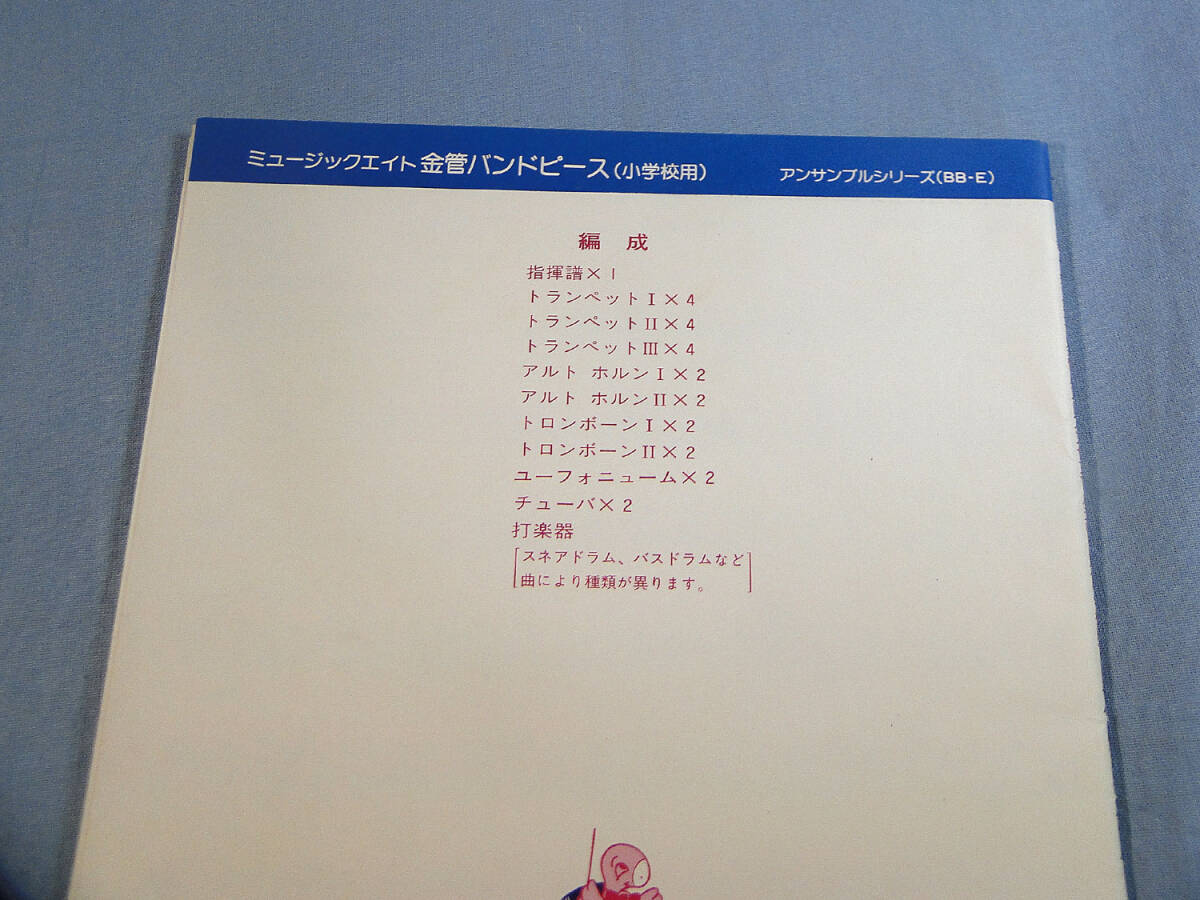 ミュージックエイト 金管バンドピース(小学校用) アンサンブルシリーズ(BB-E)
編 成
指揮譜×1
トランペットⅠ×4
トランペットⅡ×4
トランペットⅢ×4
アルト ホルンⅠ×2
アルト ホルンⅡ×2
トロンボーンⅠ×2
トロンボーンⅡ×2
ユーフォニューム×2
チューバ×2
打楽器
[スネアドラム、バスドラムなど
曲により種類が異ります。]